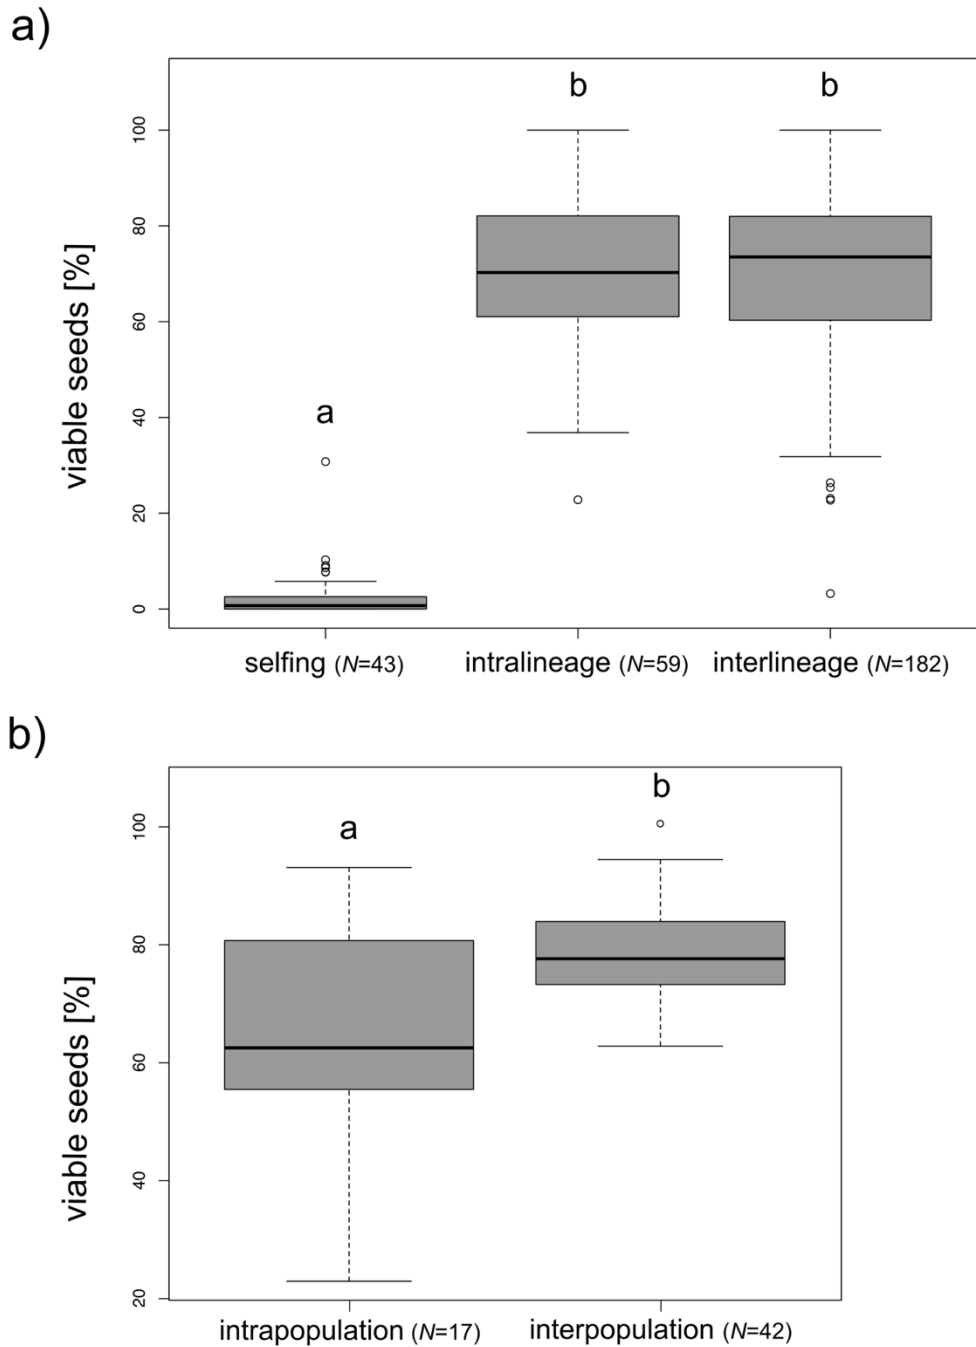 a)
b b
100
80
60
40
20
0
viable seeds [%]
a
selfing (N=43) intralineage (N=59) interlineage (N=182)
b)
b
a
100
80
60
40
20
viable seeds [%]
intrapopulation (N=17) interpopulation (N=42)